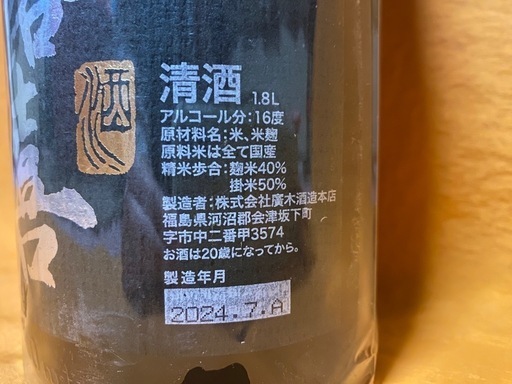 清酒 1.8L
アルコール分：16度
原材料名：米、米麹
原料米は全て国産
精米歩合：麹米40%
掛米50%
製造者：株式会社廣木酒造本店
福島県河沼郡会津坂下町
字市中二番甲3574
お酒は20歳になってから。
製造年月
2024.7.A